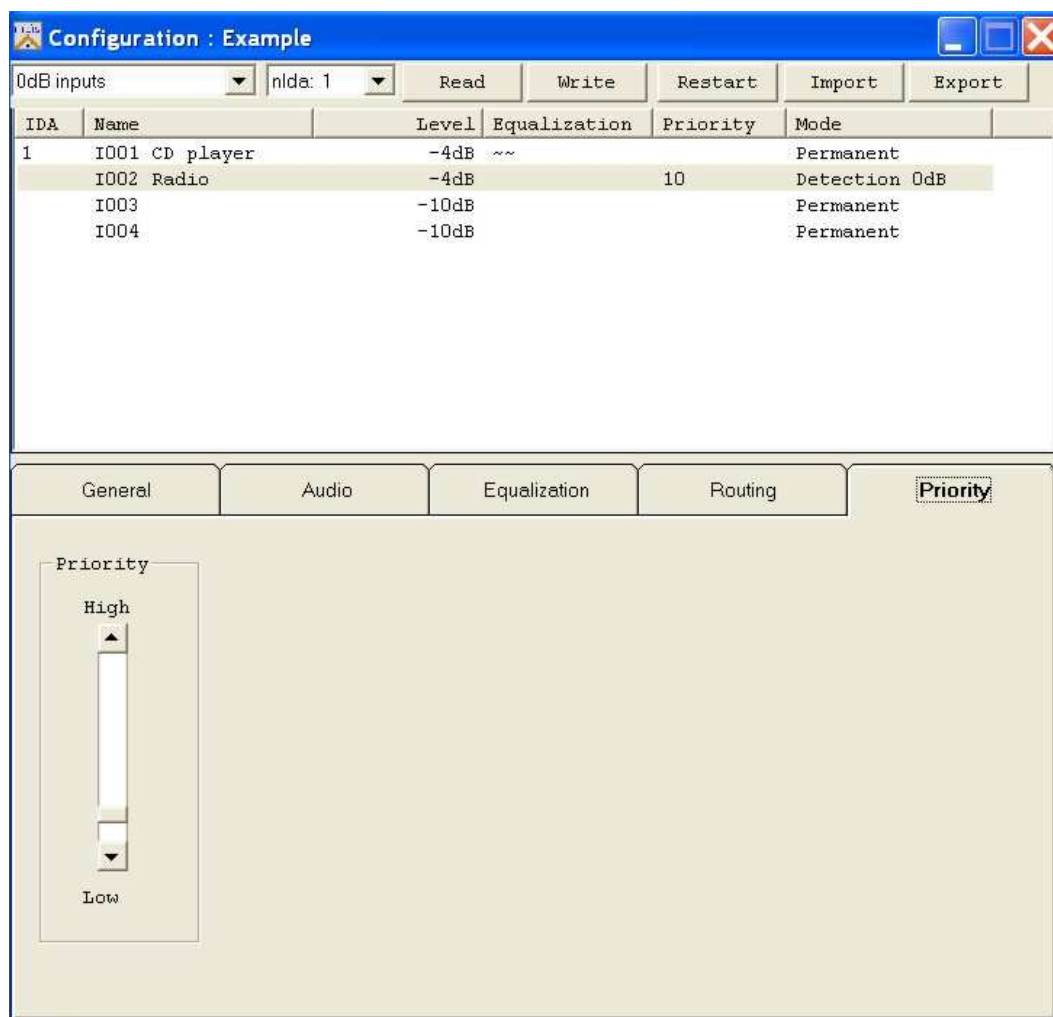 Configuration : Example
0dB inputs nIda: 1 Read Write Restart Import Export
IDA Name Level Equalization Priority Mode
1 I001 CD player -4dB ~~ Permanent
I002 Radio -4dB 10 Detection 0dB
I003 -10dB Permanent
I004 -10dB Permanent
General Audio Equalization Routing Priority
Priority
High
Low